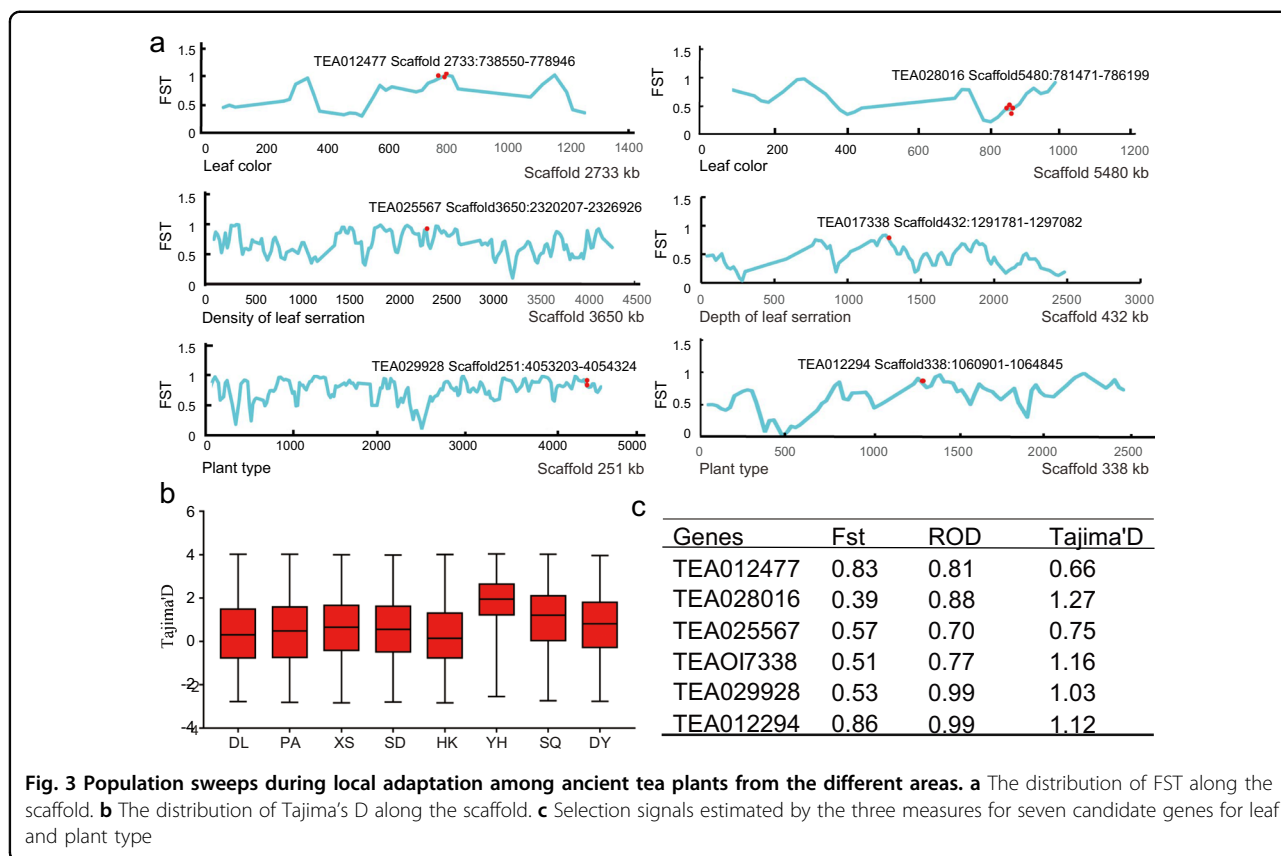 a
TEA012477 Scaffold 2733:738550-778946
FST
1.5
1
0.5
0
0 200 400 600 800 1000 1200 1400
Leaf color
Scaffold 2733 kb
TEA028016 Scaffold5480:781471-786199
FST
1.5
1
0.5
0
0 200 400 600 800 1000 1200
Leaf color
Scaffold 5480 kb
TEA025567 Scaffold3650:2320207-2326926
FST
1.5
1
0.5
0
0 500 1000 1500 2000 2500 3000 3500 4000 4500
Density of leaf serration
Scaffold 3650 kb
TEA017338 Scaffold432:1291781-1297082
FST
1.5
1
0.5
0
0 500 1000 1500 2000 2500 3000
Depth of leaf serration
Scaffold 432 kb
TEA029928 Scaffold251:4053203-4054324
FST
1.5
1
0.5
0
0 1000 2000 3000 4000 5000
Plant type
Scaffold 251 kb
TEA012294 Scaffold338:1060901-1064845
FST
1.5
1
0.5
0
0 500 1000 1500 2000 2500
Plant type
Scaffold 338 kb
b
Tajima'D
6
4
2
0
-2
-4
DL PA XS SD HK YH SQ DY
c
Genes Fst ROD Tajima'D
TEA012477 0.83 0.81 0.66
TEA028016 0.39 0.88 1.27
TEA025567 0.57 0.70 0.75
TEAOI7338 0.51 0.77 1.16
TEA029928 0.53 0.99 1.03
TEA012294 0.86 0.99 1.12
Fig. 3 Population sweeps during local adaptation among ancient tea plants from the different areas. a The distribution of FST along the
scaffold. b The distribution of Tajima's D along the scaffold. c Selection signals estimated by the three measures for seven candidate genes for leaf
and plant type